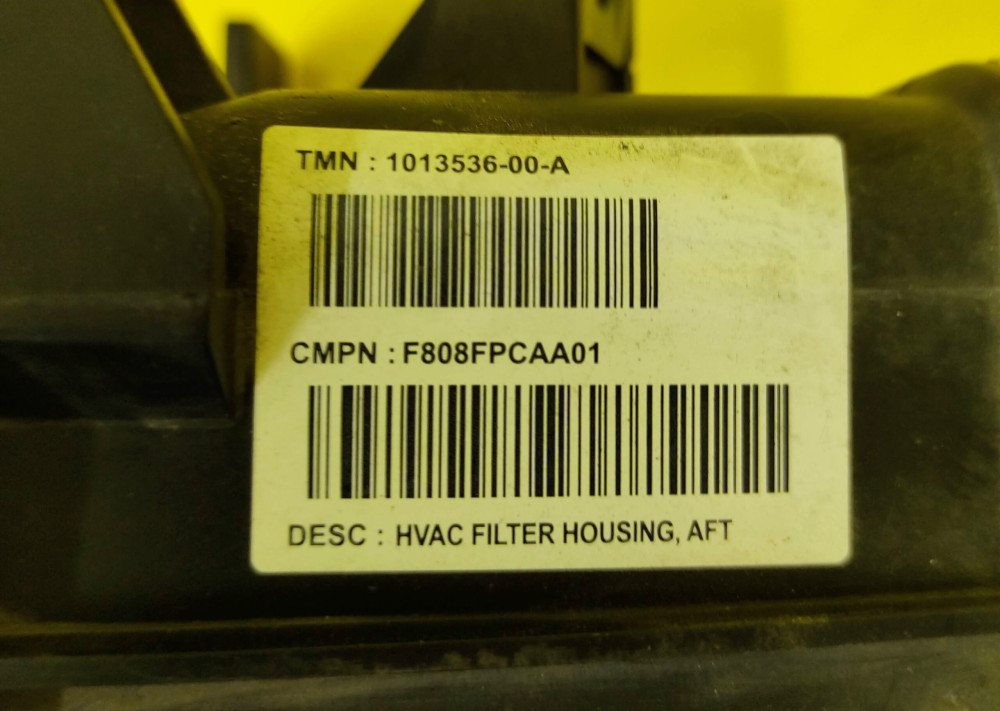 TMN : 1013536-00-A
CMPN : F808FPCAA01
DESC : HVAC FILTER HOUSING, AFT